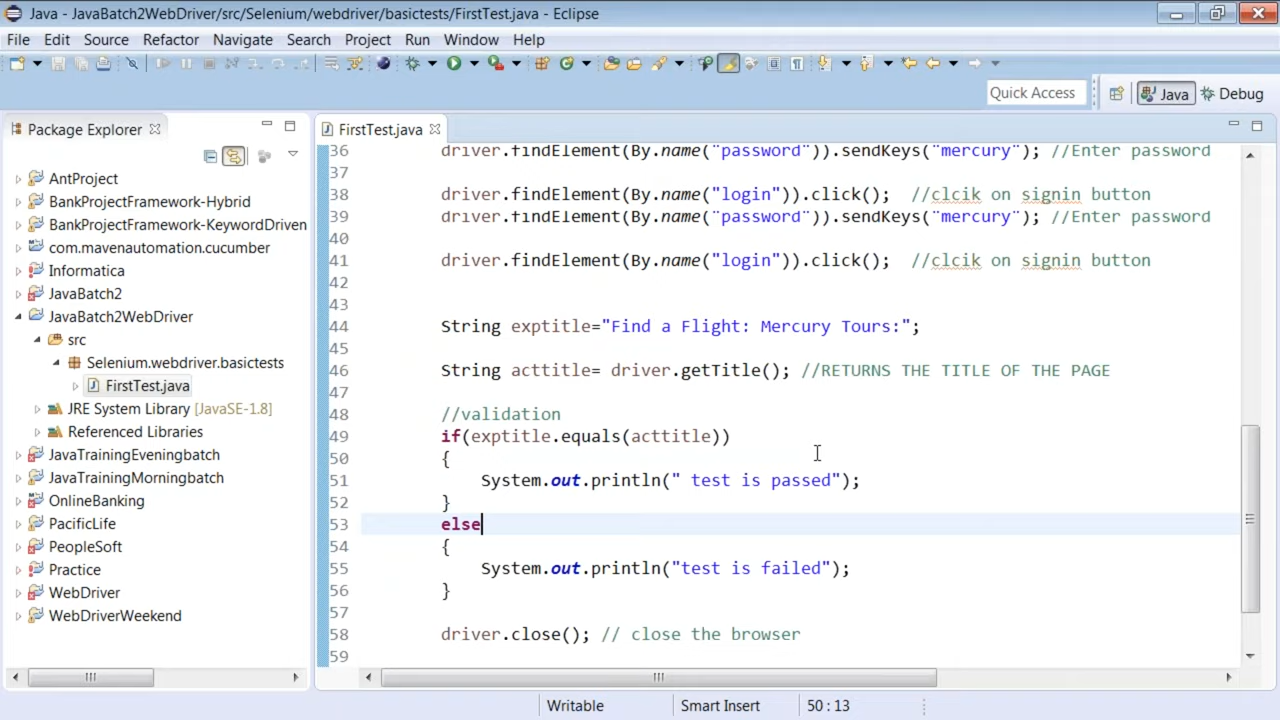 Java - JavaBatch2WebDriver/src/Selenium/webdriver/basictests/FirstTest.java - Eclipse
File Edit Source Refactor Navigate Search Project Run Window Help
Quick Access Java Debug
Package Explorer
AntProject
BankProjectFramework-Hybrid
BankProjectFramework-KeywordDriven
com.mavenautomation.cucumber
Informatica
JavaBatch2
JavaBatch2WebDriver
src
Selenium.webdriver.basictests
FirstTest.java
JRE System Library [JavaSE-1.8]
Referenced Libraries
JavaTrainingEveningbatch
JavaTrainingMorningbatch
OnlineBanking
PacificLife
PeopleSoft
Practice
WebDriver
WebDriverWeekend
FirstTest.java
36 driver.findElement(By.name("password")).sendKeys("mercury"); //Enter password
37
38 driver.findElement(By.name("login")).click(); //clcik on signin button
39 driver.findElement(By.name("password")).sendKeys("mercury"); //Enter password
40
41 driver.findElement(By.name("login")).click(); //clcik on signin button
42
43
44 String exptitle="Find a Flight: Mercury Tours:";
45
46 String acttitle= driver.getTitle(); //RETURNS THE TITLE OF THE PAGE
47
48 //validation
49 if(exptitle.equals(acttitle))
50 {
51 System.out.println(" test is passed");
52 }
53 else
54 {
55 System.out.println("test is failed");
56 }
57
58 driver.close(); // close the browser
59
Writable Smart Insert 50 : 13